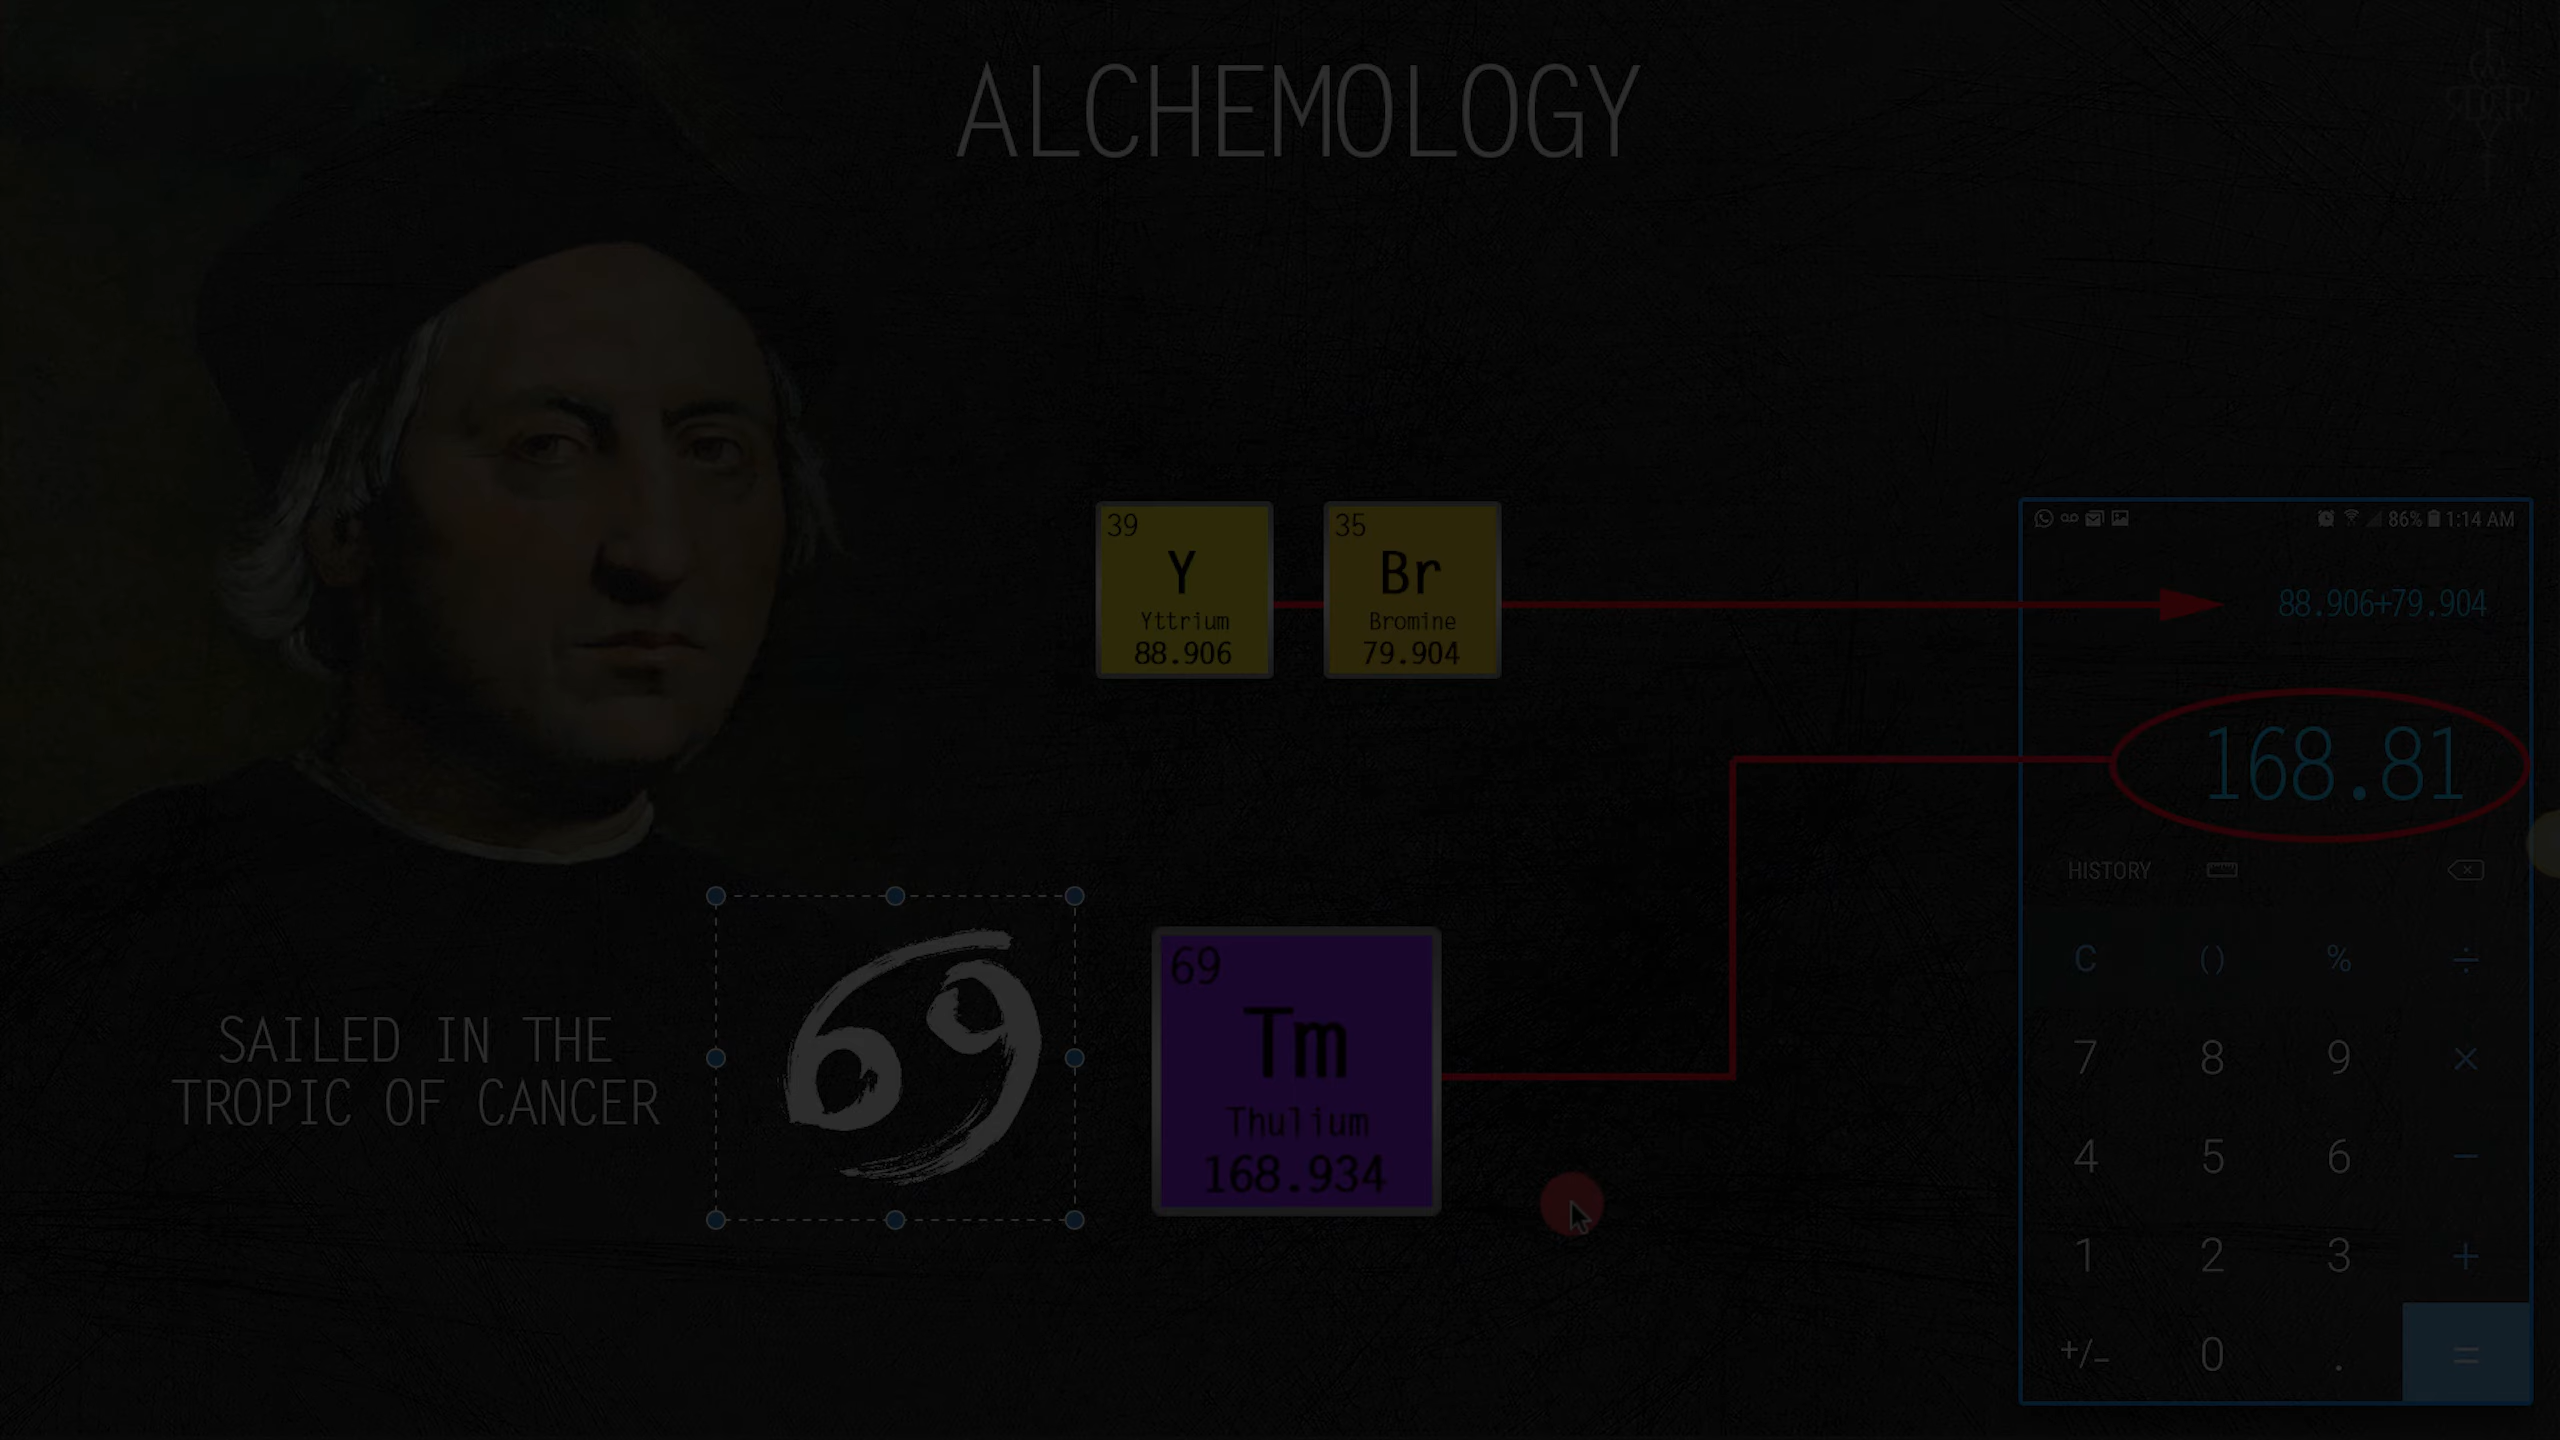 ALCHEMOLOGY
39
Y
Yttrium
88.906
35
Br
Bromine
79.904
86% 1:14 AM
88.906+79.904
168.81
HISTORY
C () % ÷
7 8 9 ×
4 5 6 −
1 2 3 +
+/− 0 . =
SAILED IN THE
TROPIC OF CANCER
69
Tm
Thulium
168.934